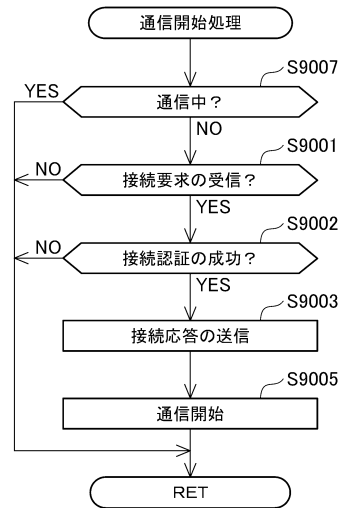 通信開始処理
S9007
YES
通信中？
NO
S9001
NO
接続要求の受信？
YES
S9002
NO
接続認証の成功？
YES
S9003
接続応答の送信
S9005
通信開始
RET